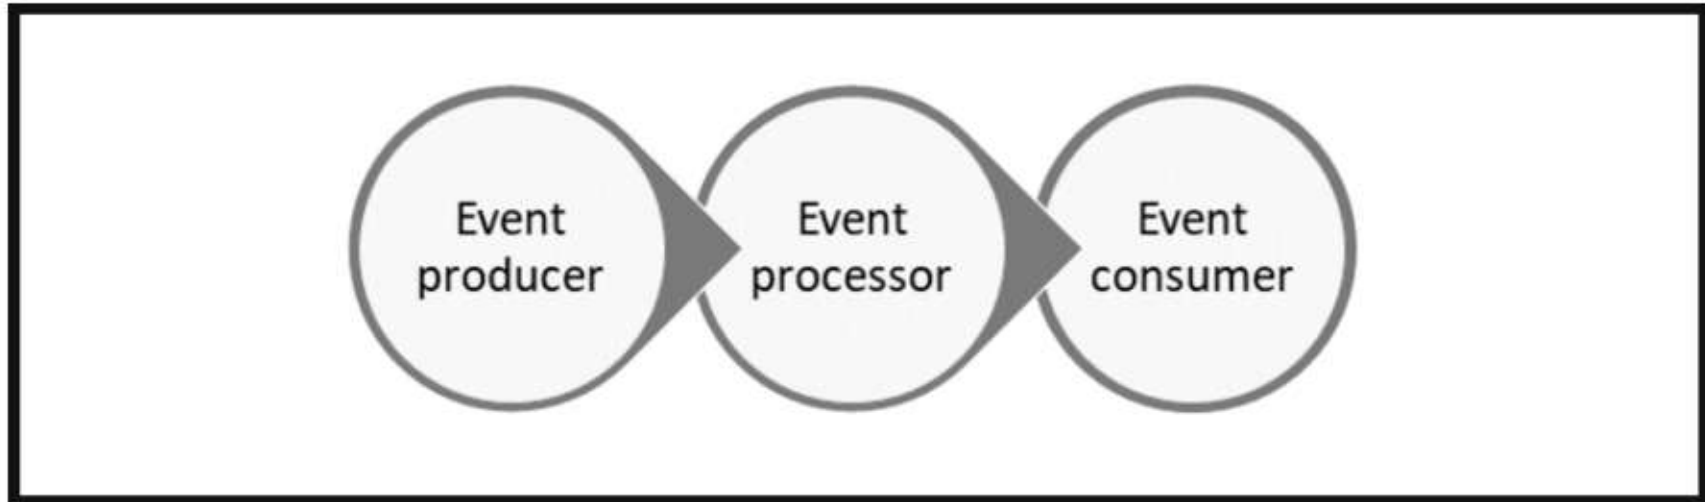 Event
producer
Event
processor
Event
consumer